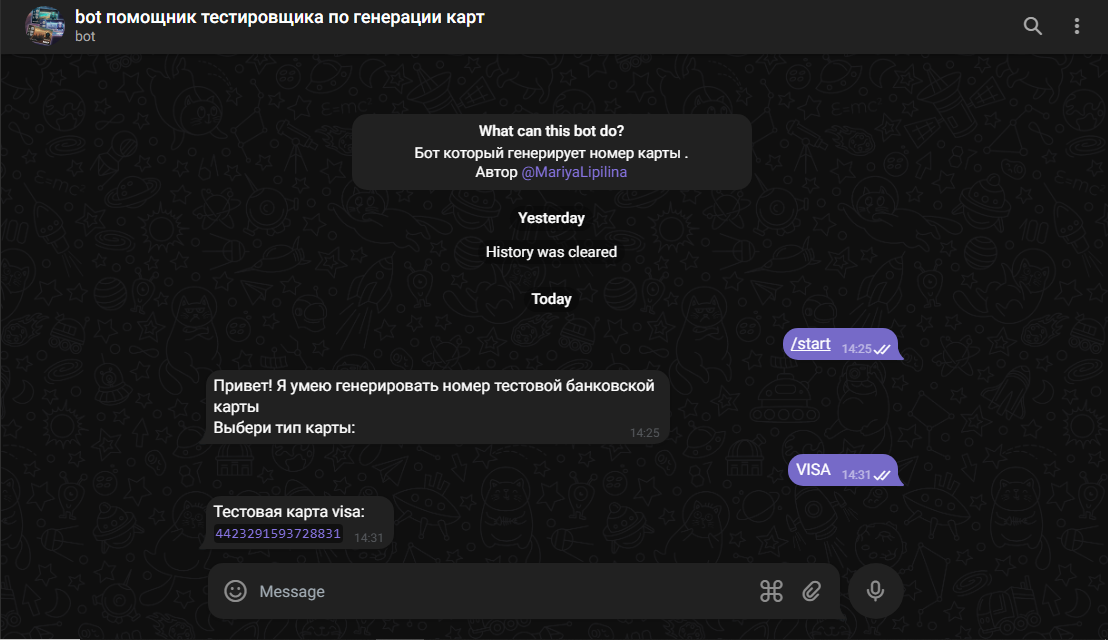 bot помощник тестировщика по генерации карт
bot
What can this bot do?
Бот который генерирует номер карты .
Автор @MariyaLipilina
Yesterday
History was cleared
Today
/start 14:25
Привет! Я умею генерировать номер тестовой банковской
карты
Выбери тип карты: 14:25
VISA 14:31
Тестовая карта visa:
4423291593728831 14:31
Message